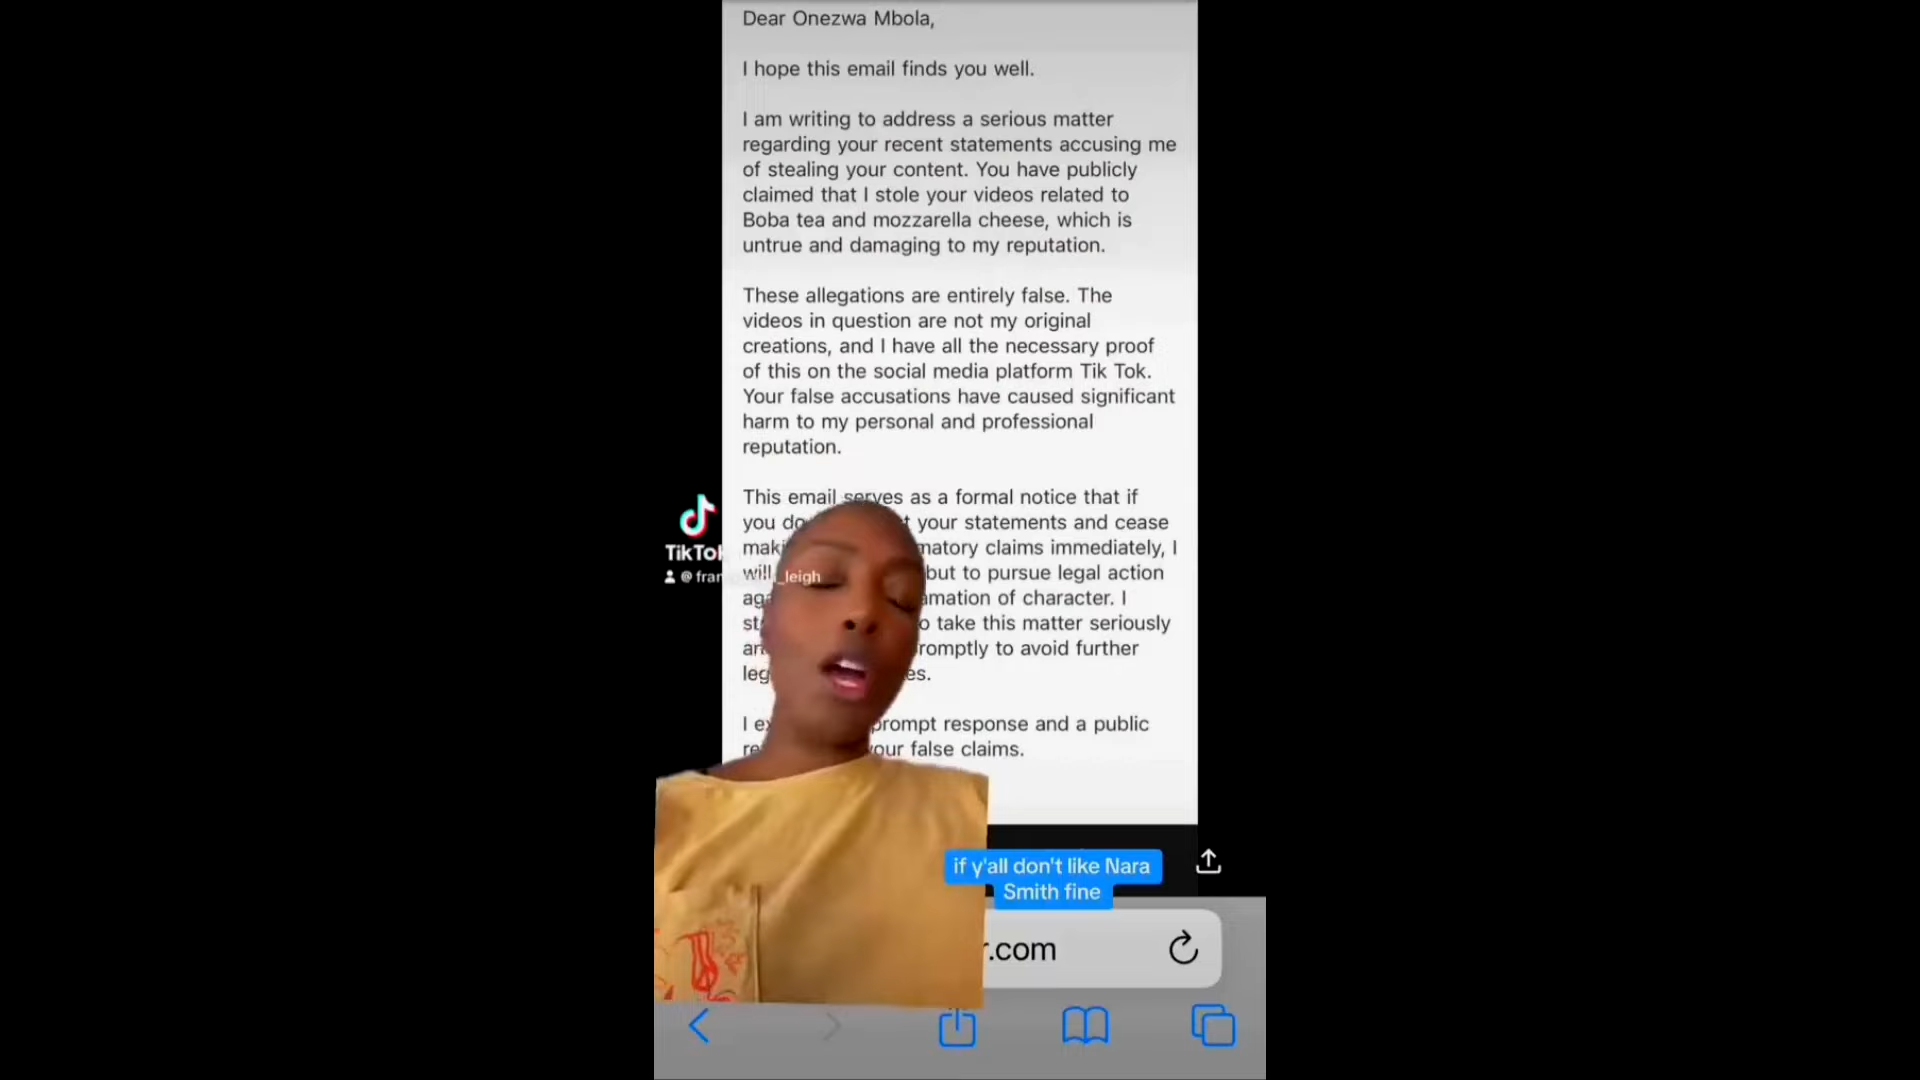 Dear Onezwa Mbola,
I hope this email finds you well.
I am writing to address a serious matter
regarding your recent statements accusing me
of stealing your content. You have publicly
claimed that I stole your videos related to
Boba tea and mozzarella cheese, which is
untrue and damaging to my reputation.
These allegations are entirely false. The
videos in question are not my original
creations, and I have all the necessary proof
of this on the social media platform Tik Tok.
Your false accusations have caused significant
harm to my personal and professional
reputation.
This email serves as a formal notice that if
you do your statements and cease
claims immediately, I
will but to pursue legal action
of character. I
to take this matter seriously
to avoid further
I prompt response and a public
your false claims.
TikTok
@
if y'all don't like Nara
Smith fine
.com